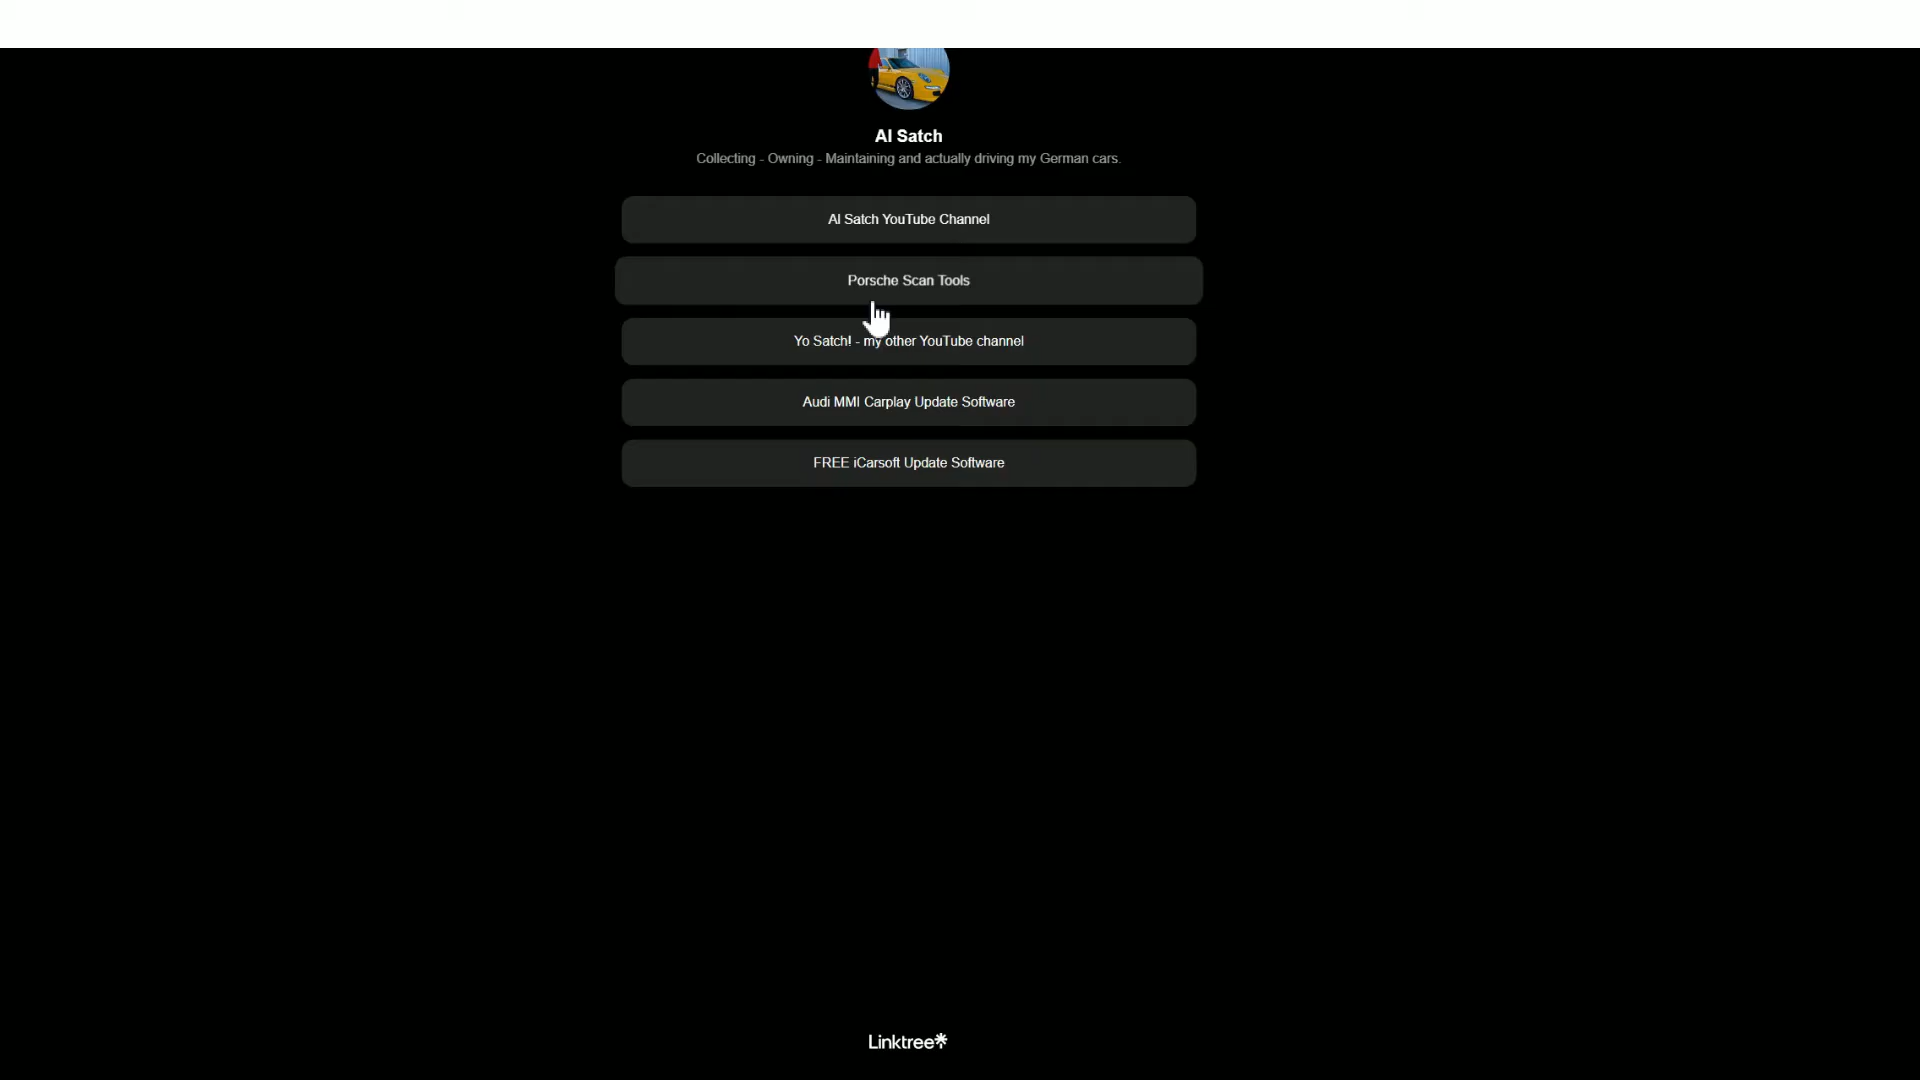 Al Satch
Collecting - Owning - Maintaining and actually driving my German cars.
Al Satch YouTube Channel
Porsche Scan Tools
Yo Satch! - my other YouTube channel
Audi MMI Carplay Update Software
FREE iCarsoft Update Software
Linktree*